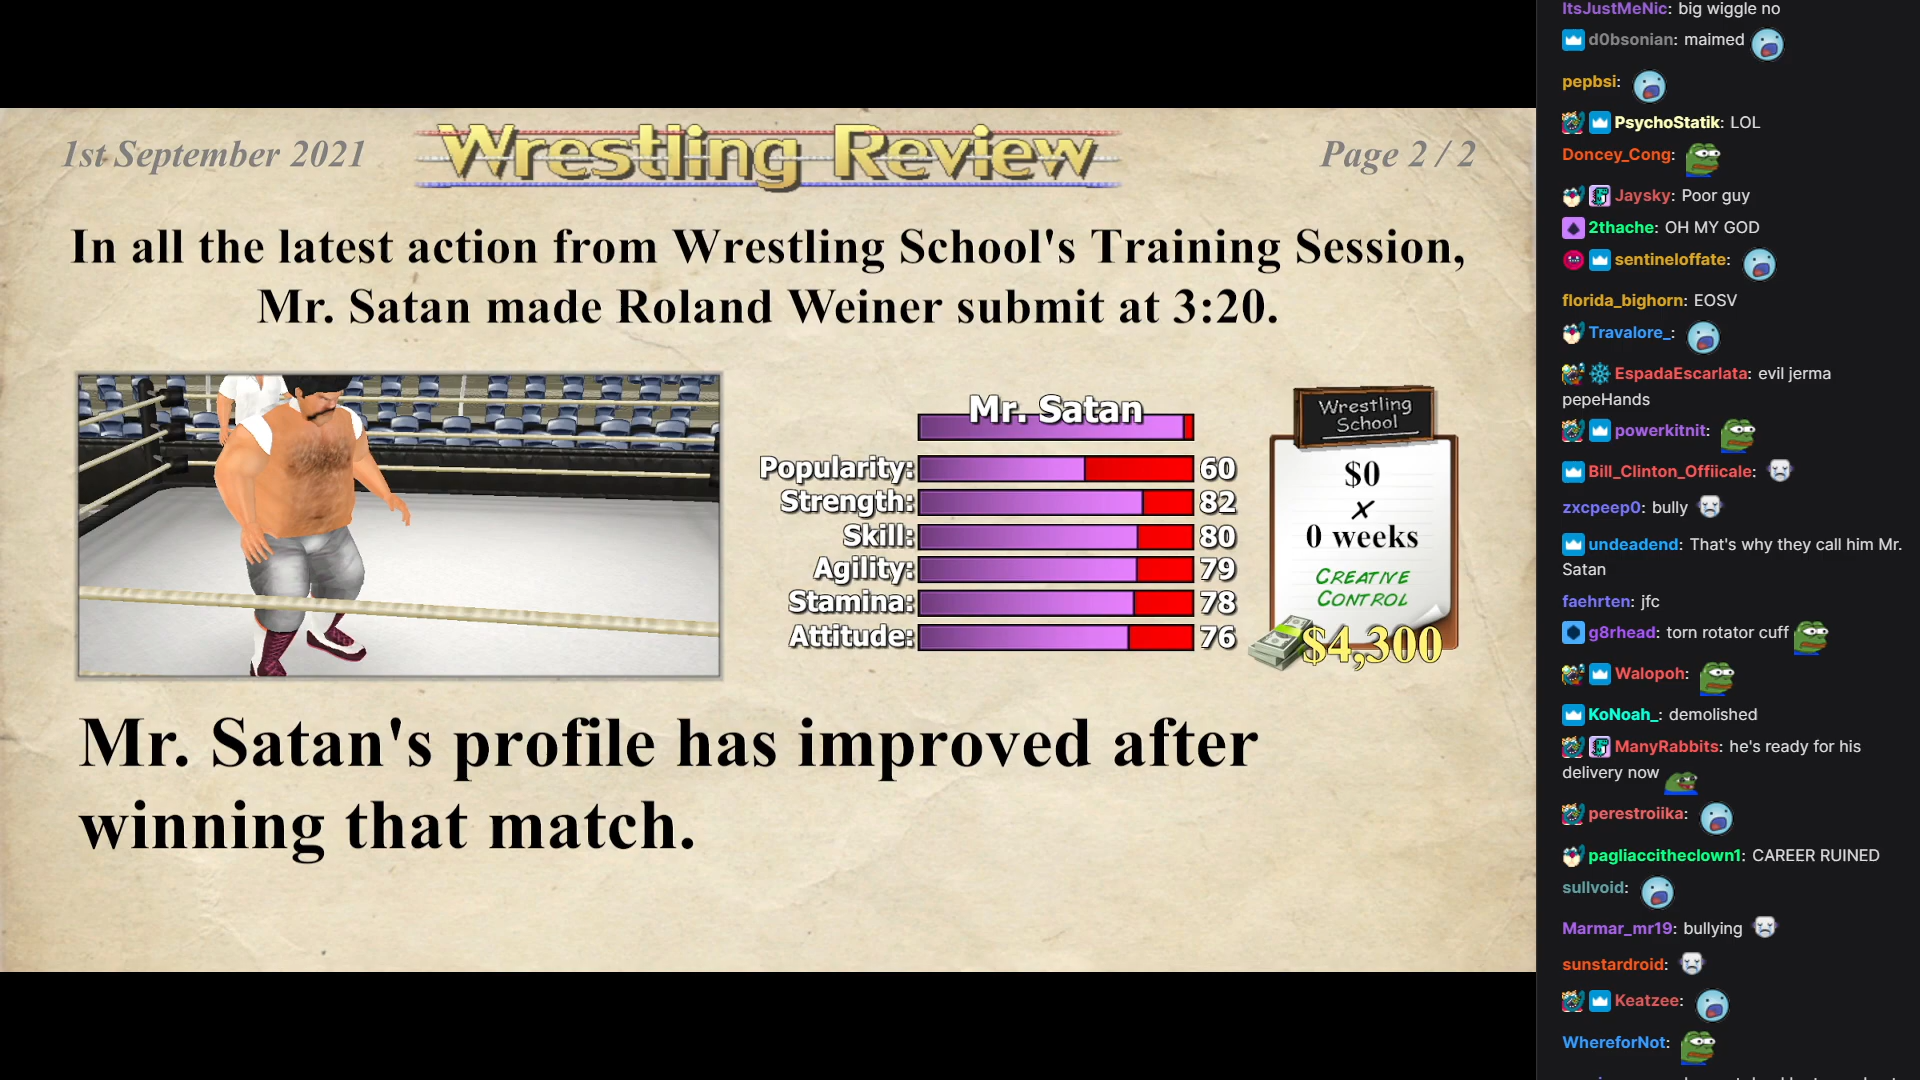 1st September 2021
Wrestling Review
Page 2 / 2
In all the latest action from Wrestling School's Training Session,
Mr. Satan made Roland Weiner submit at 3:20.
Mr. Satan
Popularity: 60
Strength: 82
Skill: 80
Agility: 79
Stamina: 78
Attitude: 76
Wrestling
School
$0
x
0 weeks
CREATIVE
CONTROL
$4,300
Mr. Satan's profile has improved after
winning that match.
ItsJustMeNic: big wiggle no
d0bsonian: maimed
pepbsi:
PsychoStatik: LOL
Doncey_Cong:
Jaysky: Poor guy
2thache: OH MY GOD
sentineloffate:
florida_bighorn: EOSV
Travalore_:
EspadaEscarlata: evil jerma
pepeHands
powerkitnit:
Bill_Clinton_Offiicale:
zxcpeep0: bully
undeadend: That's why they call him Mr.
Satan
faehrten: jfc
g8rhead: torn rotator cuff
Walopoh:
KoNoah_: demolished
ManyRabbits: he's ready for his
delivery now
perestroiika:
pagliaccitheclown1: CAREER RUINED
sullvoid:
Marmar_mr19: bullying
sunstardroid:
Keatzee:
WhereforNot: